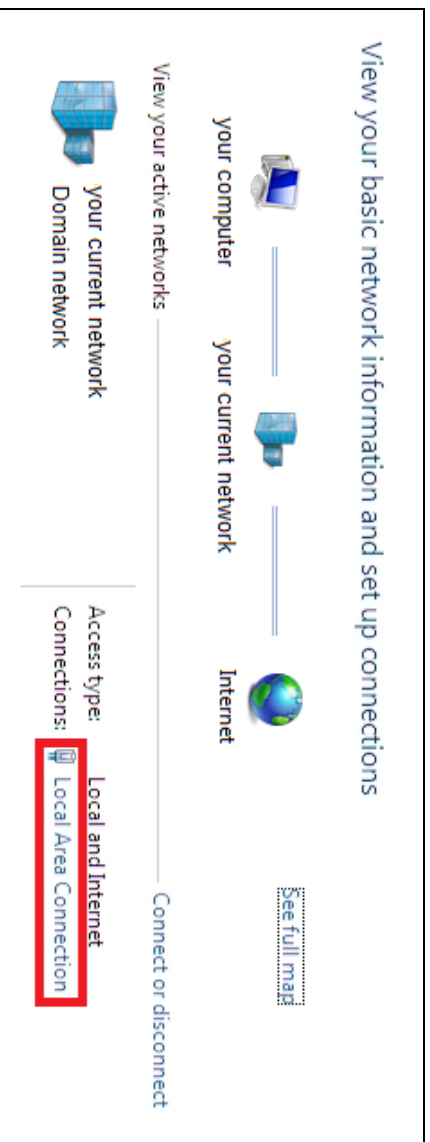 View your basic network information and set up connections
See full map
your computer
your current network
Internet
View your active networks
Connect or disconnect
your current network
Domain network
Access type: Local and Internet
Connections: Local Area Connection